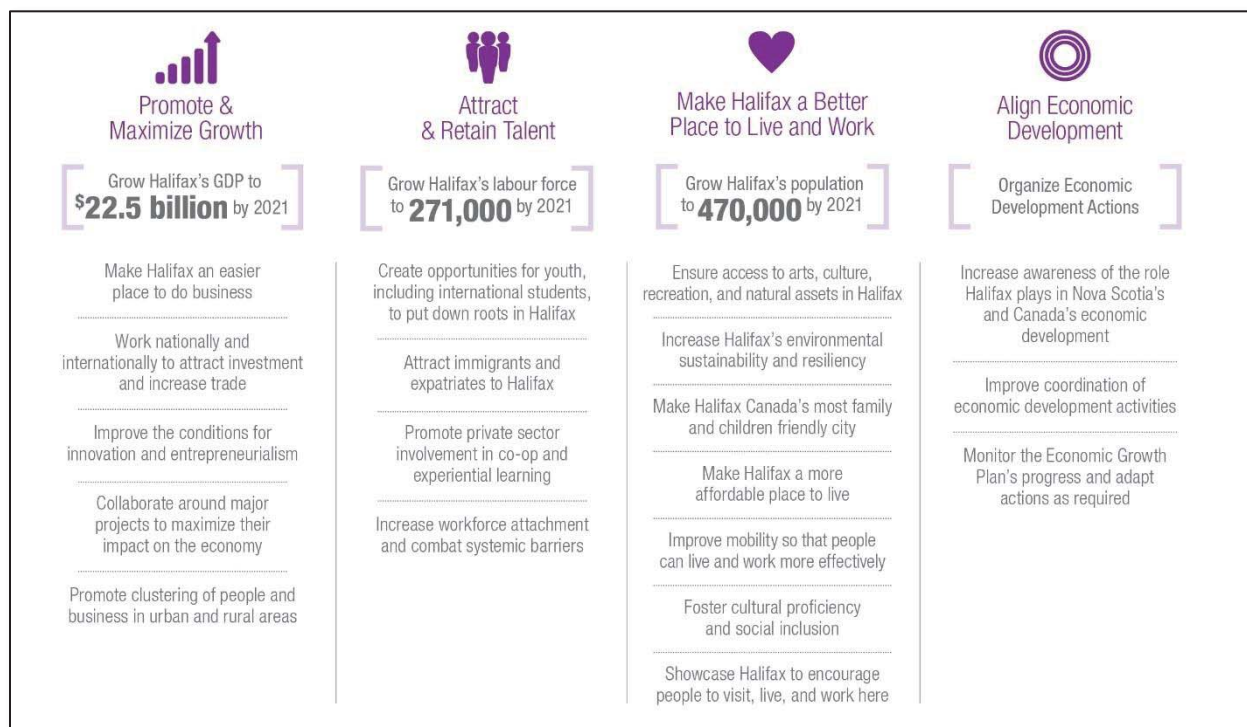 Promote &
Maximize Growth
Grow Halifax's GDP to
$22.5 billion by 2021
Make Halifax an easier
place to do business
Work nationally and
internationally to attract investment
and increase trade
Improve the conditions for
innovation and entrepreneurialism
Collaborate around major
projects to maximize their
impact on the economy
Promote clustering of people and
business in urban and rural areas
Attract
& Retain Talent
Grow Halifax's labour force
to 271,000 by 2021
Create opportunities for youth,
including international students,
to put down roots in Halifax
Attract immigrants and
expatriates to Halifax
Promote private sector
involvement in co-op and
experiential learning
Increase workforce attachment
and combat systemic barriers
Make Halifax a Better
Place to Live and Work
Grow Halifax's population
to 470,000 by 2021
Ensure access to arts, culture,
recreation, and natural assets in Halifax
Increase Halifax's environmental
sustainability and resiliency
Make Halifax Canada's most family
and children friendly city
Make Halifax a more
affordable place to live
Improve mobility so that people
can live and work more effectively
Foster cultural proficiency
and social inclusion
Showcase Halifax to encourage
people to visit, live, and work here
Align Economic
Development
Organize Economic
Development Actions
Increase awareness of the role
Halifax plays in Nova Scotia's
and Canada's economic
development
Improve coordination of
economic development activities
Monitor the Economic Growth
Plan's progress and adapt
actions as required